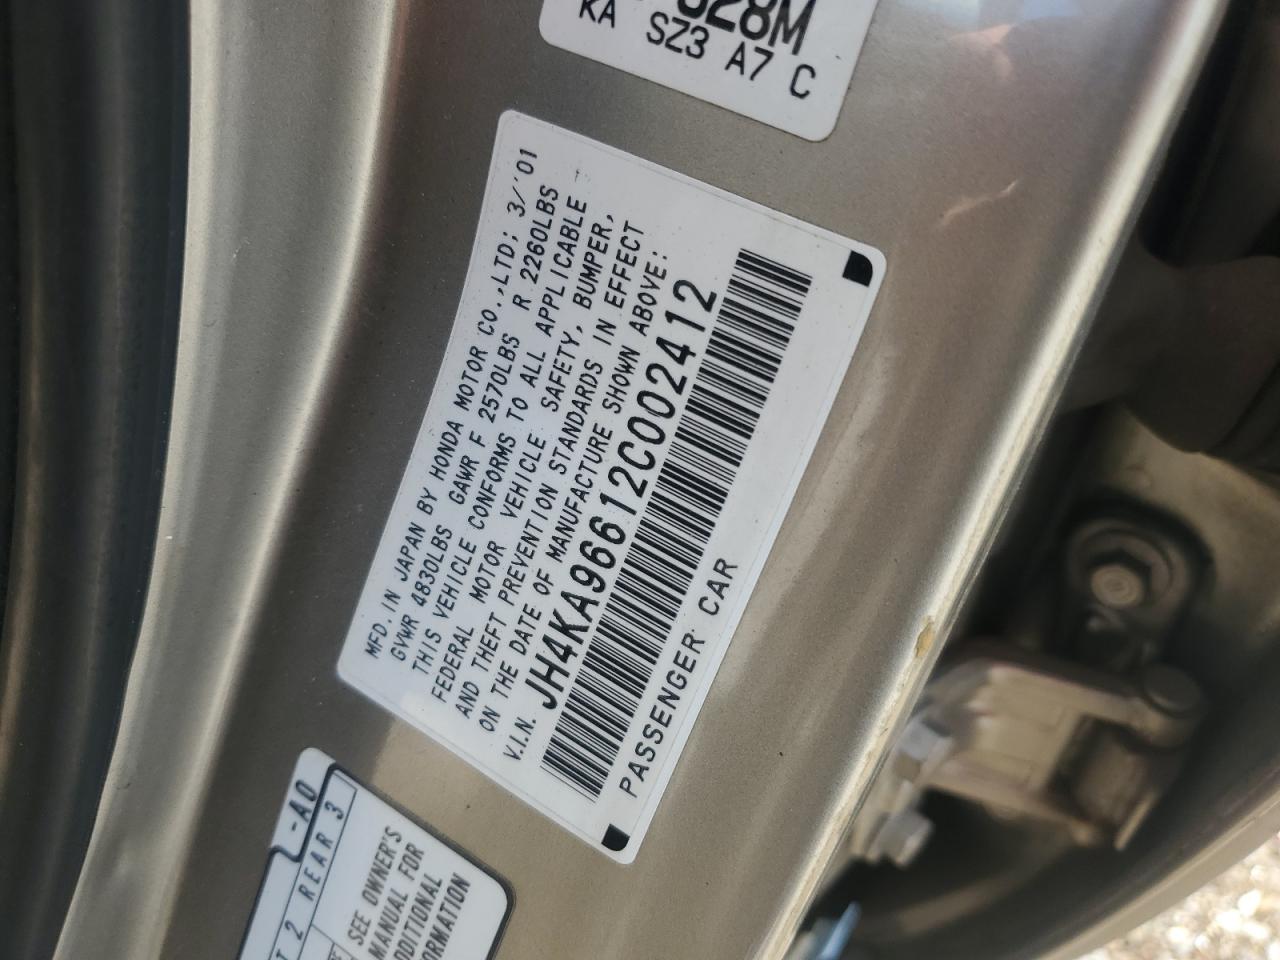 528M
KA SZ3 A7 C
MFD. IN JAPAN BY HONDA MOTOR CO.,LTD; 3/'01
GVWR 4830LBS GAWR F 2570LBS R 2260LBS
THIS VEHICLE CONFORMS TO ALL APPLICABLE
FEDERAL MOTOR VEHICLE SAFETY, BUMPER,
AND THEFT PREVENTION STANDARDS IN EFFECT
ON THE DATE OF MANUFACTURE SHOWN ABOVE:
V.I.N. JH4KA96612C002412
PASSENGER CAR
-A0
2 REAR 3
SEE OWNER'S
MANUAL FOR